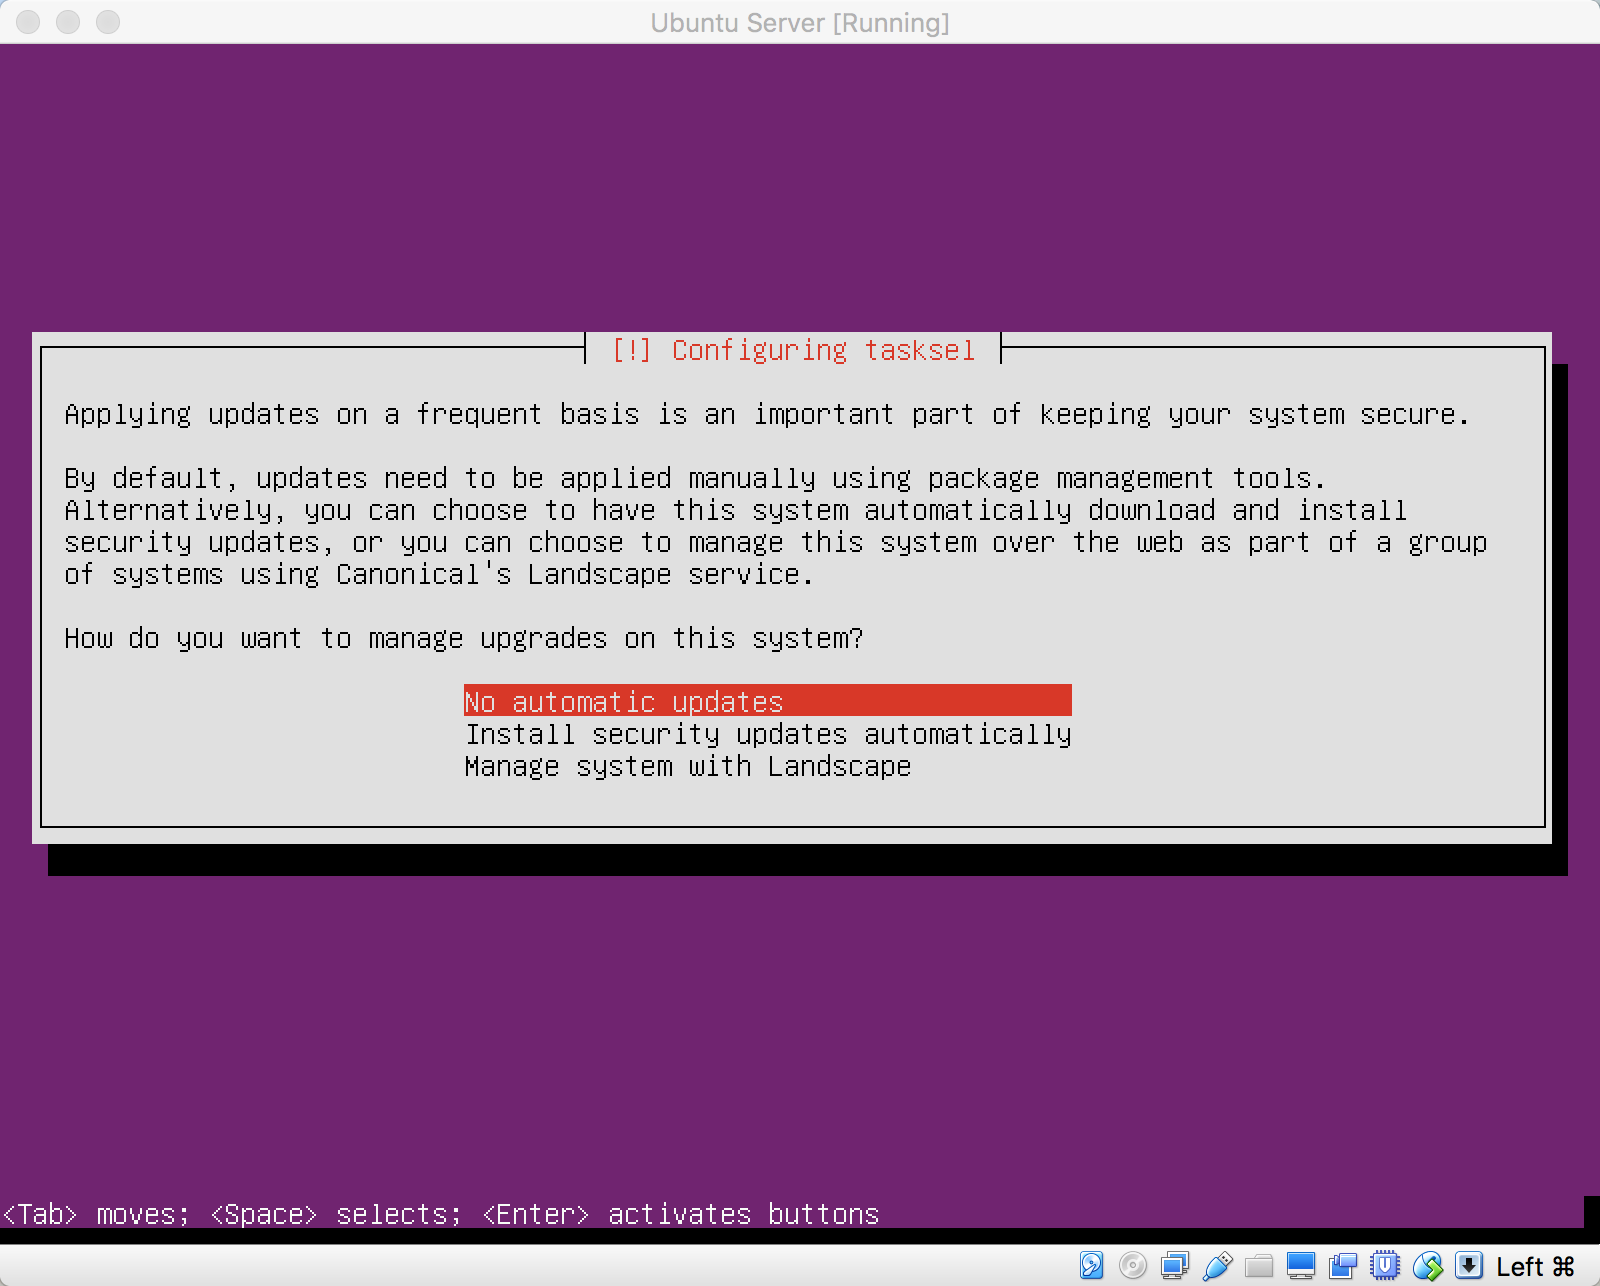 Ubuntu Server [Running]
[!] Configuring tasksel
Applying updates on a frequent basis is an important part of keeping your system secure.
By default, updates need to be applied manually using package management tools.
Alternatively, you can choose to have this system automatically download and install
security updates, or you can choose to manage this system over the web as part of a group
of systems using Canonical's Landscape service.
How do you want to manage upgrades on this system?
No automatic updates
Install security updates automatically
Manage system with Landscape
<Tab> moves; <Space> selects; <Enter> activates buttons
Left ⌘